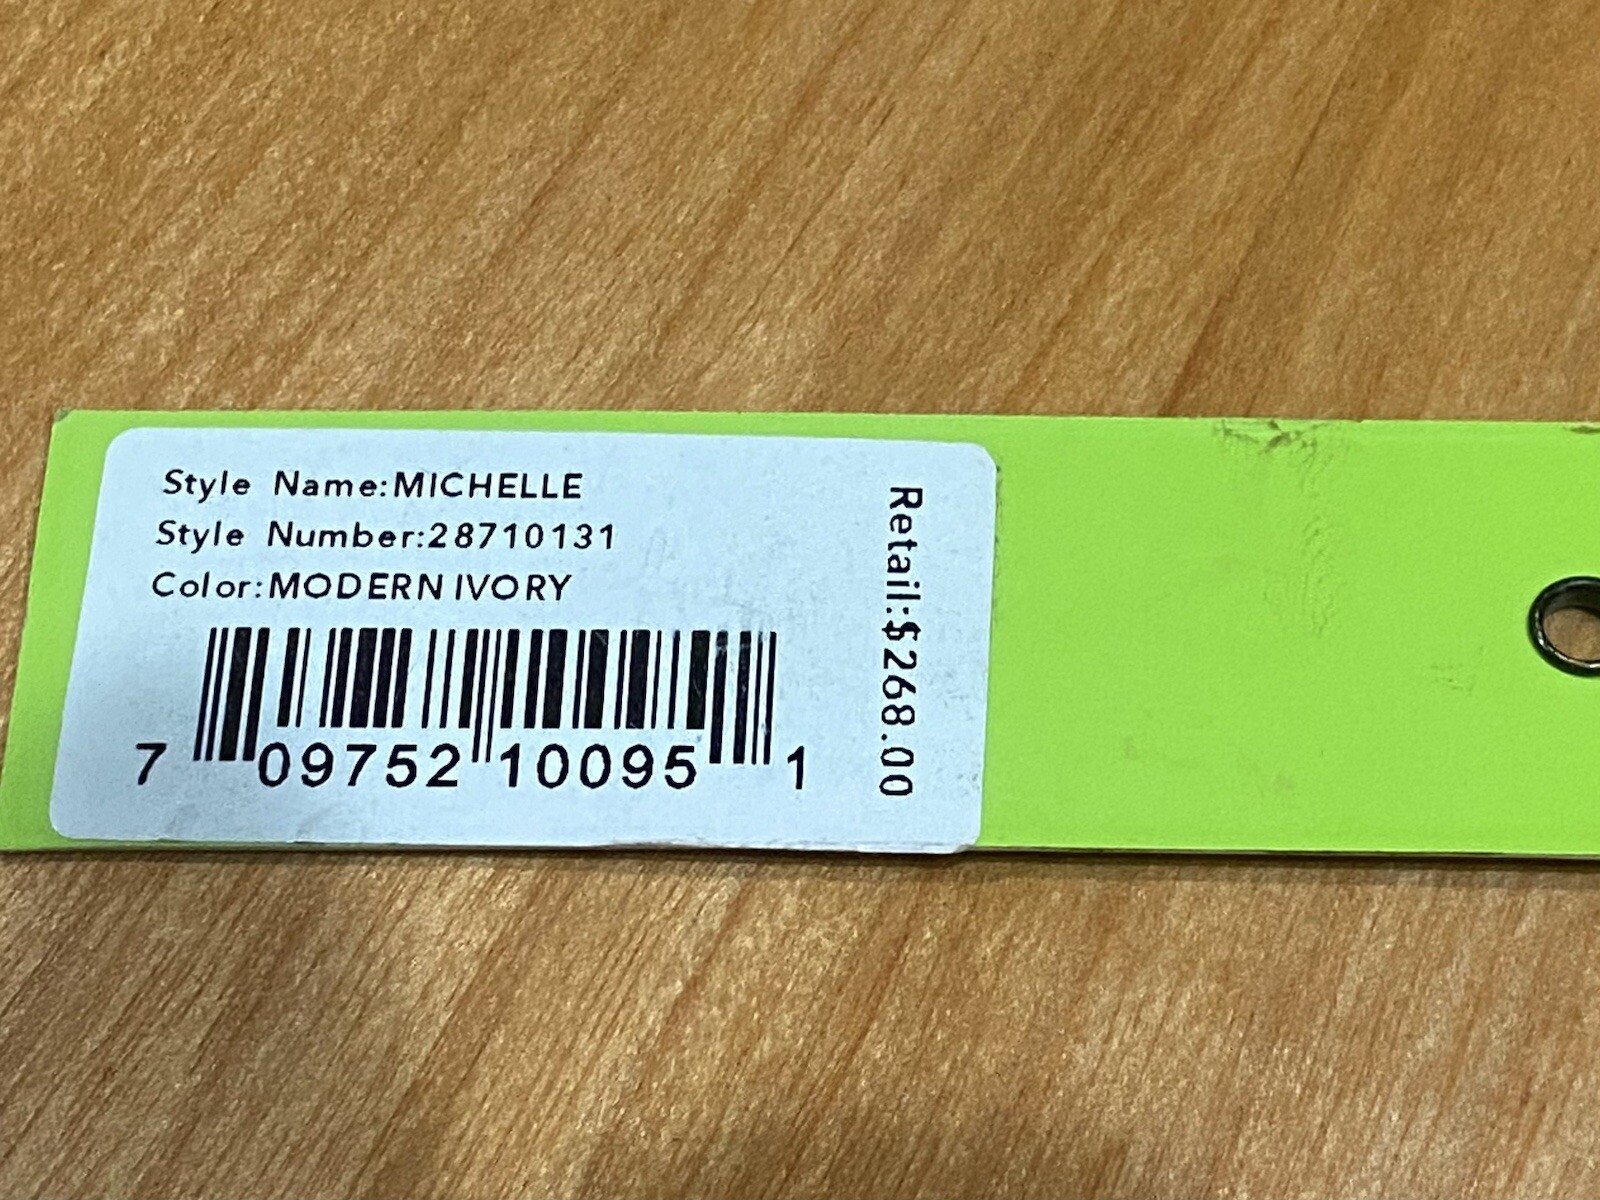 Style Name:MICHELLE
Style Number:28710131
Color:MODERN IVORY
7 09752 10095 1
Retail:$268.00